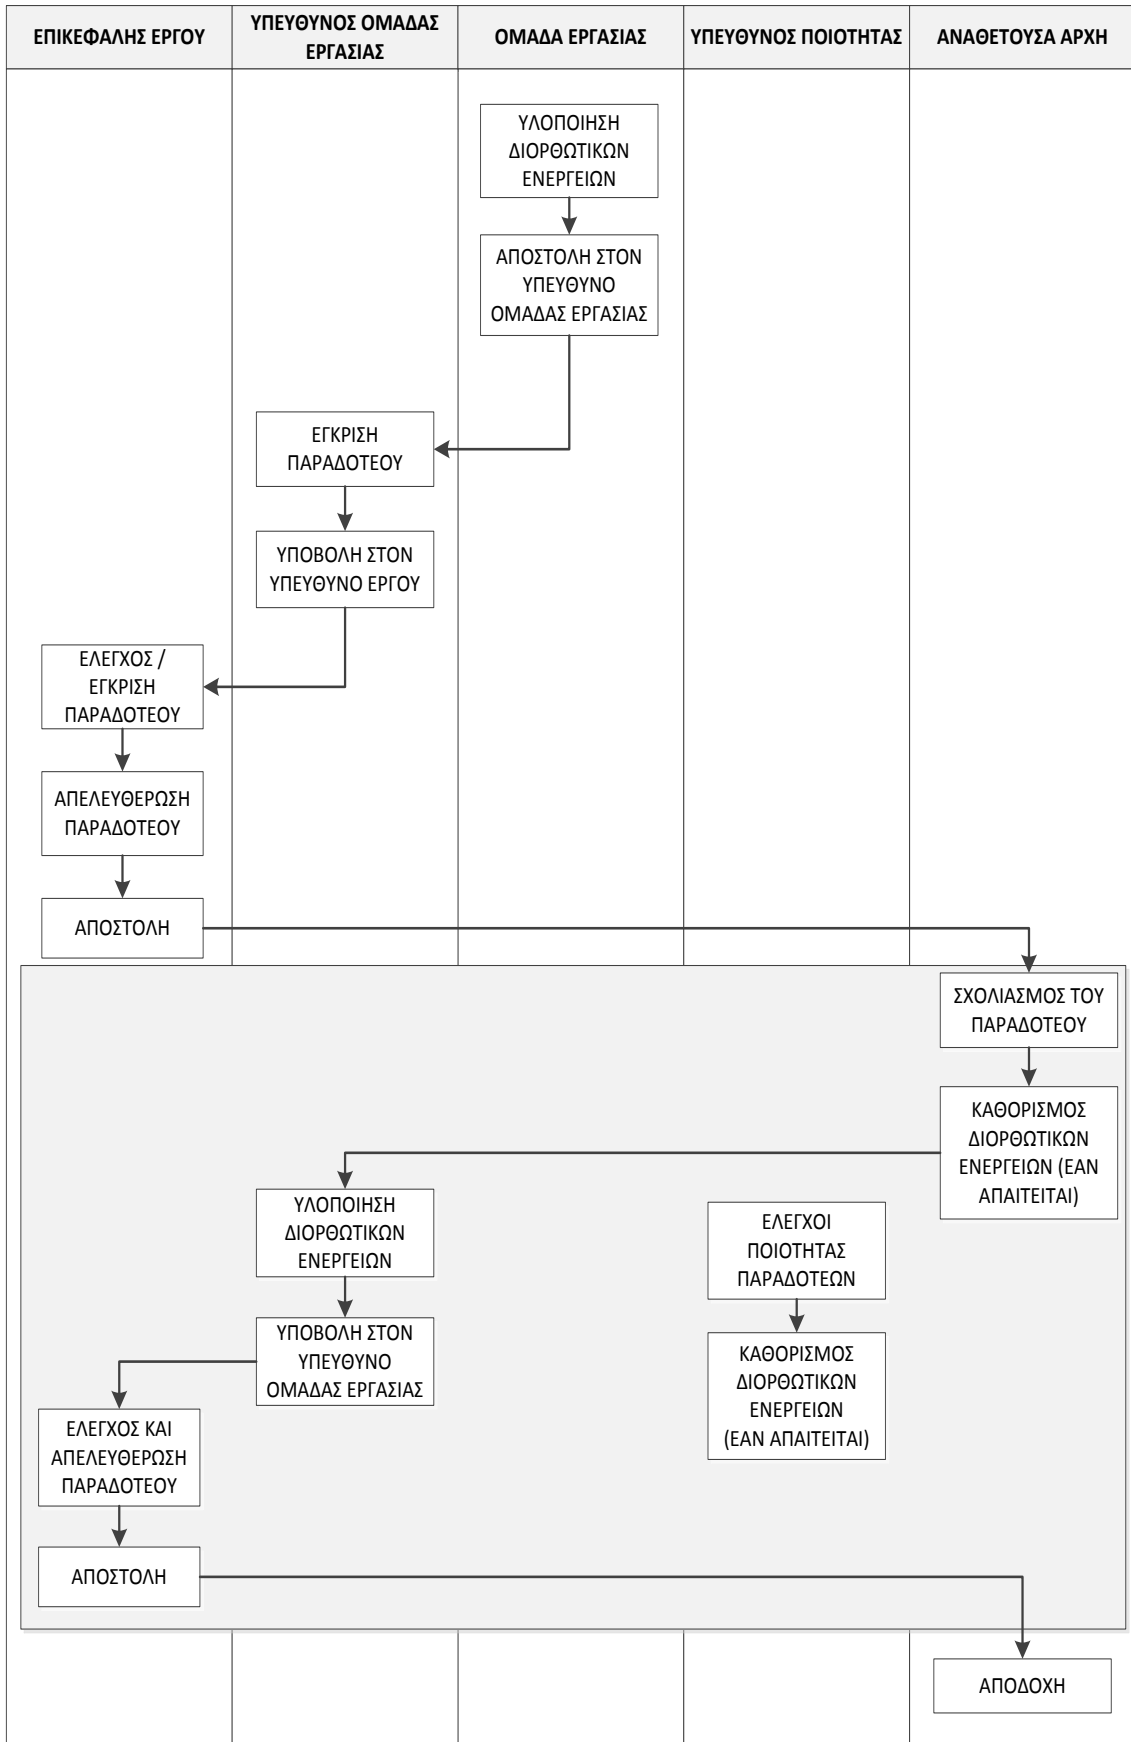 ΕΠΙΚΕΦΑΛΗΣ ΕΡΓΟΥ
ΥΠΕΥΘΥΝΟΣ ΟΜΑΔΑΣ
ΕΡΓΑΣΙΑΣ
ΟΜΑΔΑ ΕΡΓΑΣΙΑΣ
ΥΠΕΥΘΥΝΟΣ ΠΟΙΟΤΗΤΑΣ
ΑΝΑΘΕΤΟΥΣΑ ΑΡΧΗ
ΥΛΟΠΟΙΗΣΗ
ΔΙΟΡΘΩΤΙΚΩΝ
ΕΝΕΡΓΕΙΩΝ
ΑΠΟΣΤΟΛΗ ΣΤΟΝ
ΥΠΕΥΘΥΝΟ
ΟΜΑΔΑΣ ΕΡΓΑΣΙΑΣ
ΕΓΚΡΙΣΗ
ΠΑΡΑΔΟΤΕΟΥ
ΥΠΟΒΟΛΗ ΣΤΟΝ
ΥΠΕΥΘΥΝΟ ΕΡΓΟΥ
ΕΛΕΓΧΟΣ /
ΕΓΚΡΙΣΗ
ΠΑΡΑΔΟΤΕΟΥ
ΑΠΕΛΕΥΘΕΡΩΣΗ
ΠΑΡΑΔΟΤΕΟΥ
ΑΠΟΣΤΟΛΗ
ΣΧΟΛΙΑΣΜΟΣ ΤΟΥ
ΠΑΡΑΔΟΤΕΟΥ
ΚΑΘΟΡΙΣΜΟΣ
ΔΙΟΡΘΩΤΙΚΩΝ
ΕΝΕΡΓΕΙΩΝ (ΕΑΝ
ΑΠΑΙΤΕΙΤΑΙ)
ΥΛΟΠΟΙΗΣΗ
ΔΙΟΡΘΩΤΙΚΩΝ
ΕΝΕΡΓΕΙΩΝ
ΕΛΕΓΧΟΙ
ΠΟΙΟΤΗΤΑΣ
ΠΑΡΑΔΟΤΕΩΝ
ΥΠΟΒΟΛΗ ΣΤΟΝ
ΥΠΕΥΘΥΝΟ
ΟΜΑΔΑΣ ΕΡΓΑΣΙΑΣ
ΚΑΘΟΡΙΣΜΟΣ
ΔΙΟΡΘΩΤΙΚΩΝ
ΕΝΕΡΓΕΙΩΝ
(ΕΑΝ ΑΠΑΙΤΕΙΤΑΙ)
ΕΛΕΓΧΟΣ ΚΑΙ
ΑΠΕΛΕΥΘΕΡΩΣΗ
ΠΑΡΑΔΟΤΕΟΥ
ΑΠΟΣΤΟΛΗ
ΑΠΟΔΟΧΗ